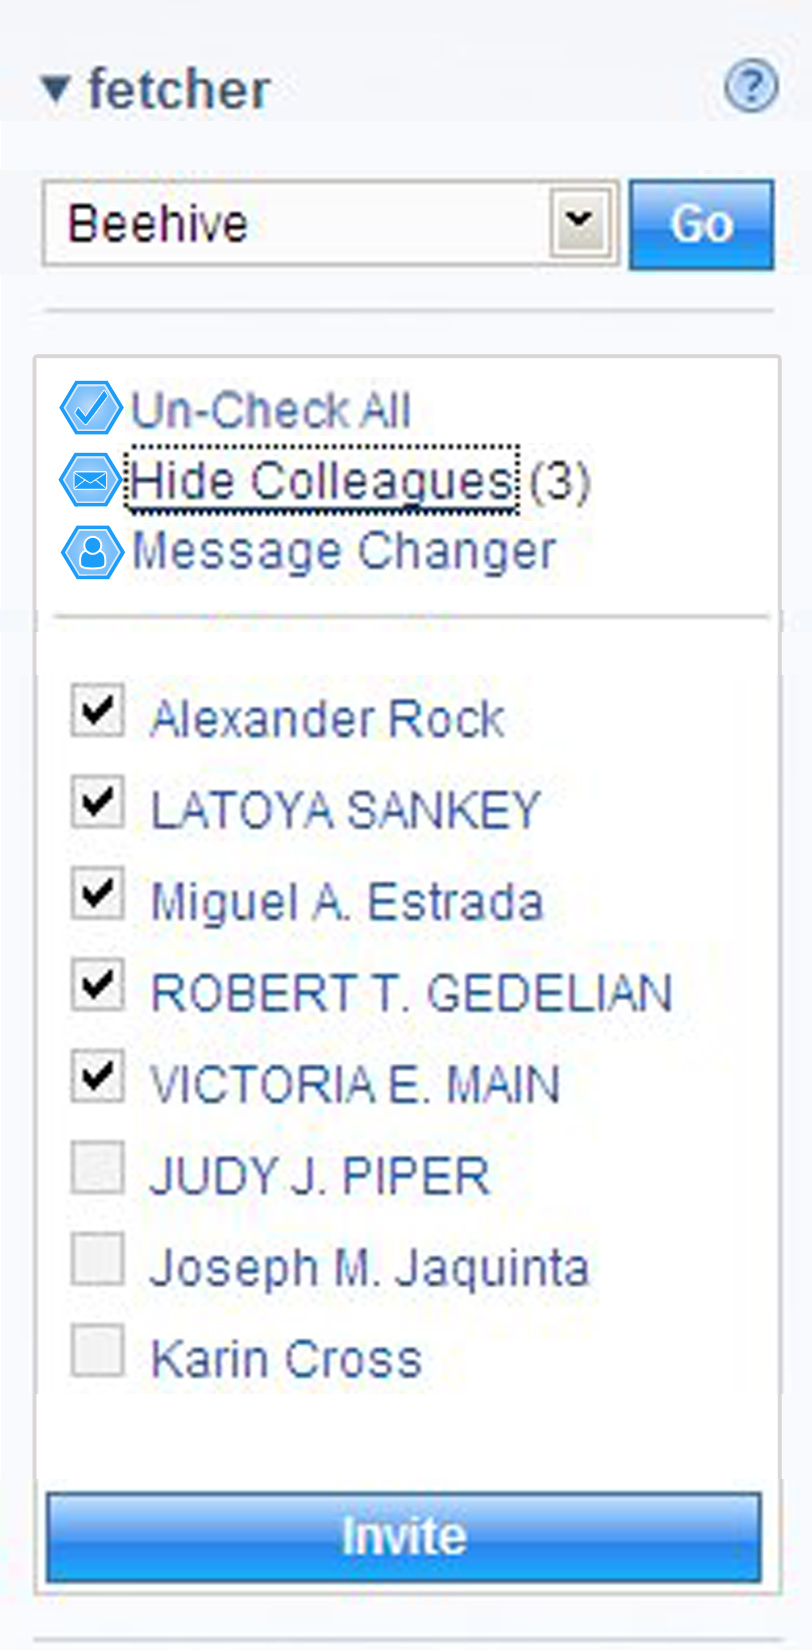 fetcher ?
Beehive Go
Un-Check All
Hide Colleagues (3)
Message Changer
Alexander Rock
LATOYA SANKEY
Miguel A. Estrada
ROBERT T. GEDELIAN
VICTORIA E. MAIN
JUDY J. PIPER
Joseph M. Jaquinta
Karin Cross
Invite